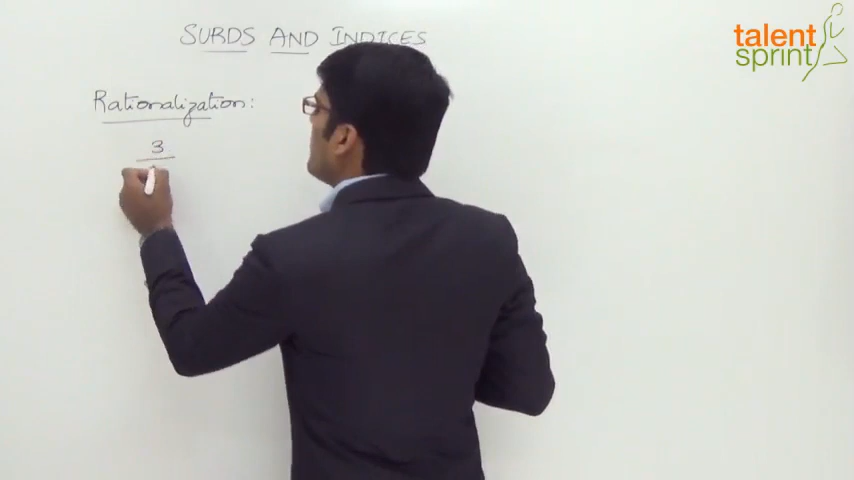 SURDS AND INDICES
talent
sprint
Rationalization:
3